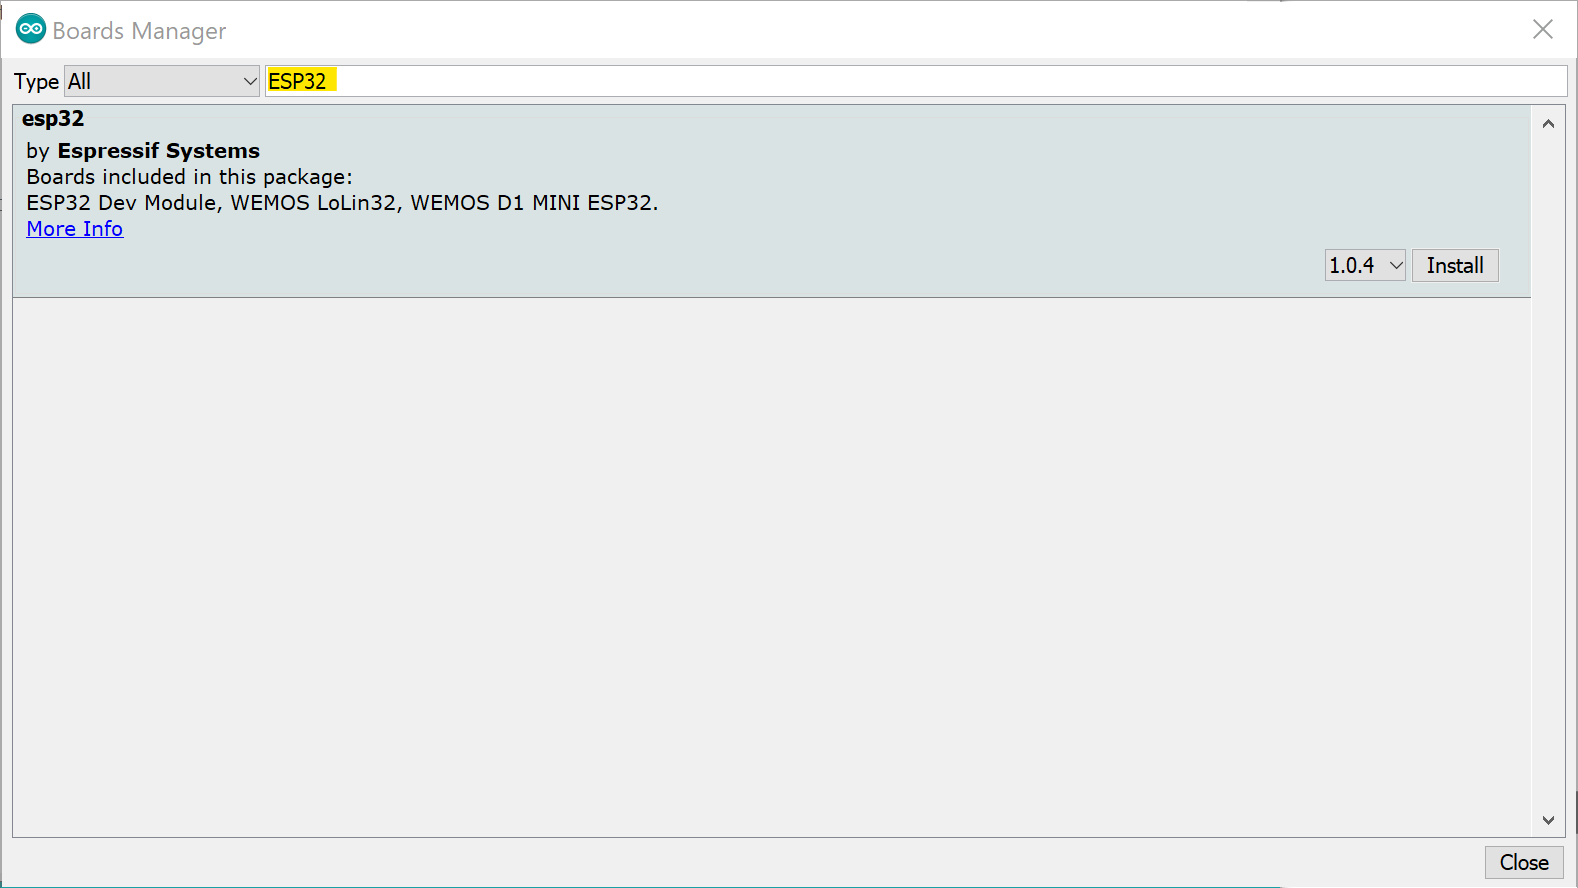 Boards Manager
Type All ESP32
esp32
by Espressif Systems
Boards included in this package:
ESP32 Dev Module, WEMOS LoLin32, WEMOS D1 MINI ESP32.
More Info
1.0.4 Install
Close